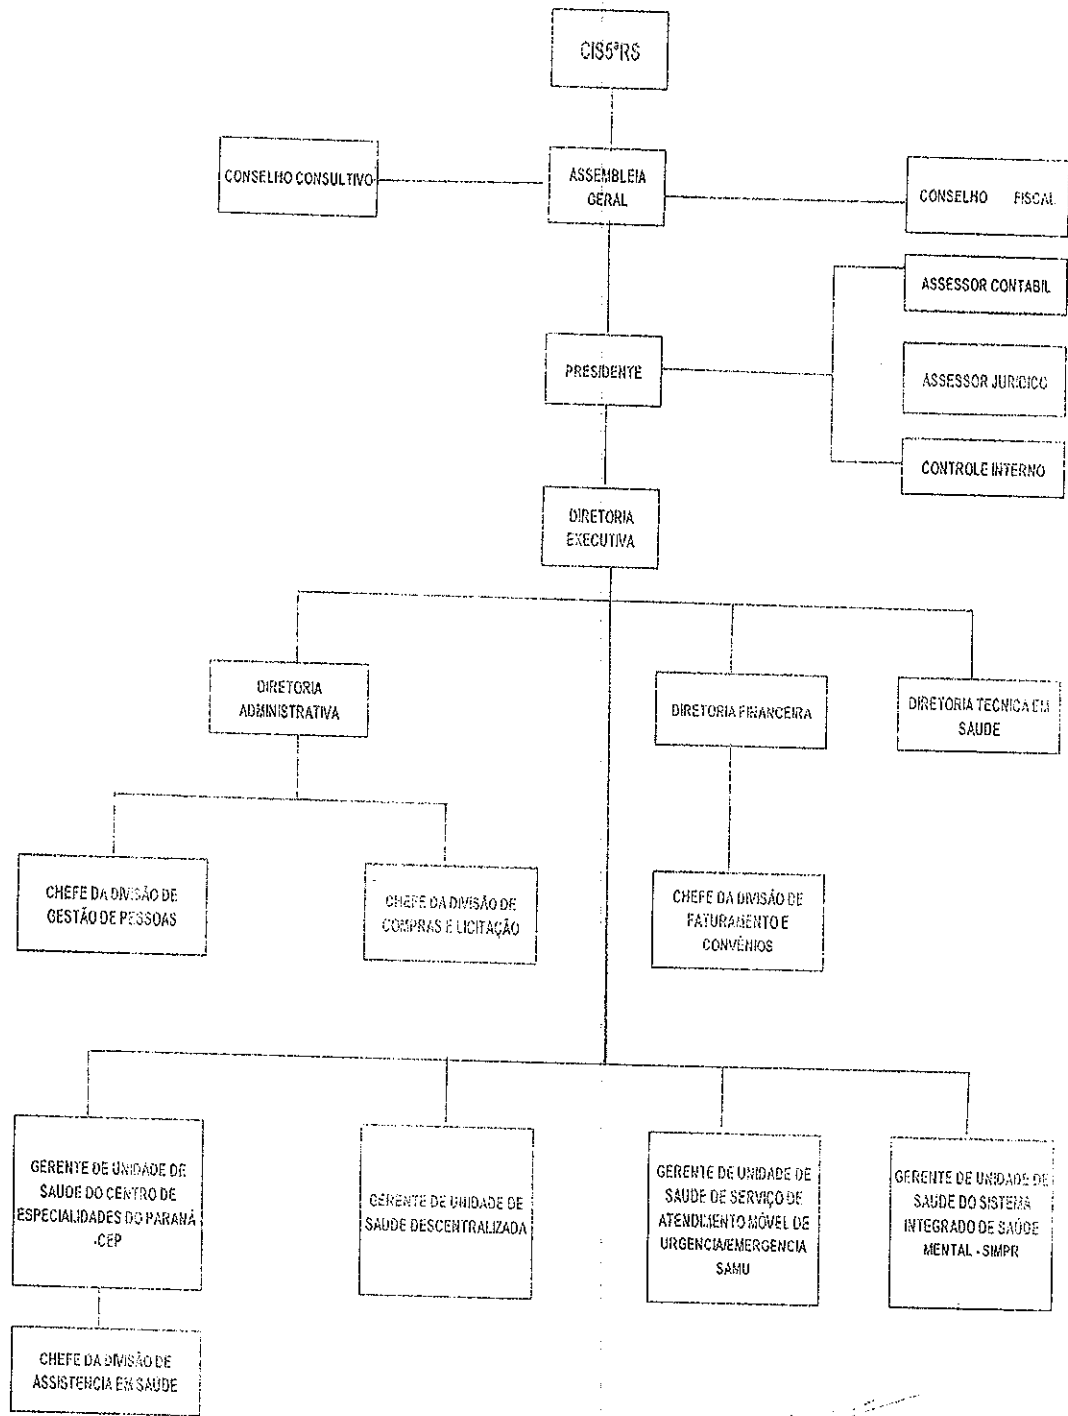 CIS5ªRS
CONSELHO CONSULTIVO
ASSEMBLEIA
GERAL
CONSELHO FISCAL
ASSESSOR CONTABIL
PRESIDENTE
ASSESSOR JURIDICO
CONTROLE INTERNO
DIRETORIA
EXECUTIVA
DIRETORIA
ADMINISTRATIVA
DIRETORIA FINANCEIRA
DIRETORIA TECNICA EM
SAUDE
CHEFE DA DIVISÃO DE
GESTÃO DE PESSOAS
CHEFE DA DIVISÃO DE
COMPRAS E LICITAÇÃO
CHEFE DA DIVISÃO DE
FATURAMENTO E
CONVÊNIOS
GERENTE DE UNIDADE DE
SAUDE DO CENTRO DE
ESPECIALIDADES DO PARANÁ
-CEP
GERENTE DE UNIDADE DE
SAUDE DESCENTRALIZADA
GERENTE DE UNIDADE DE
SAUDE DE SERVIÇO DE
ATENDIMENTO MÓVEL DE
URGENCIA/EMERGENCIA
SAMU
GERENTE DE UNIDADE DE
SAUDE DO SISTEMA
INTEGRADO DE SAÚDE
MENTAL - SIMPR
CHEFE DA DIVISÃO DE
ASSISTENCIA EM SAÚDE